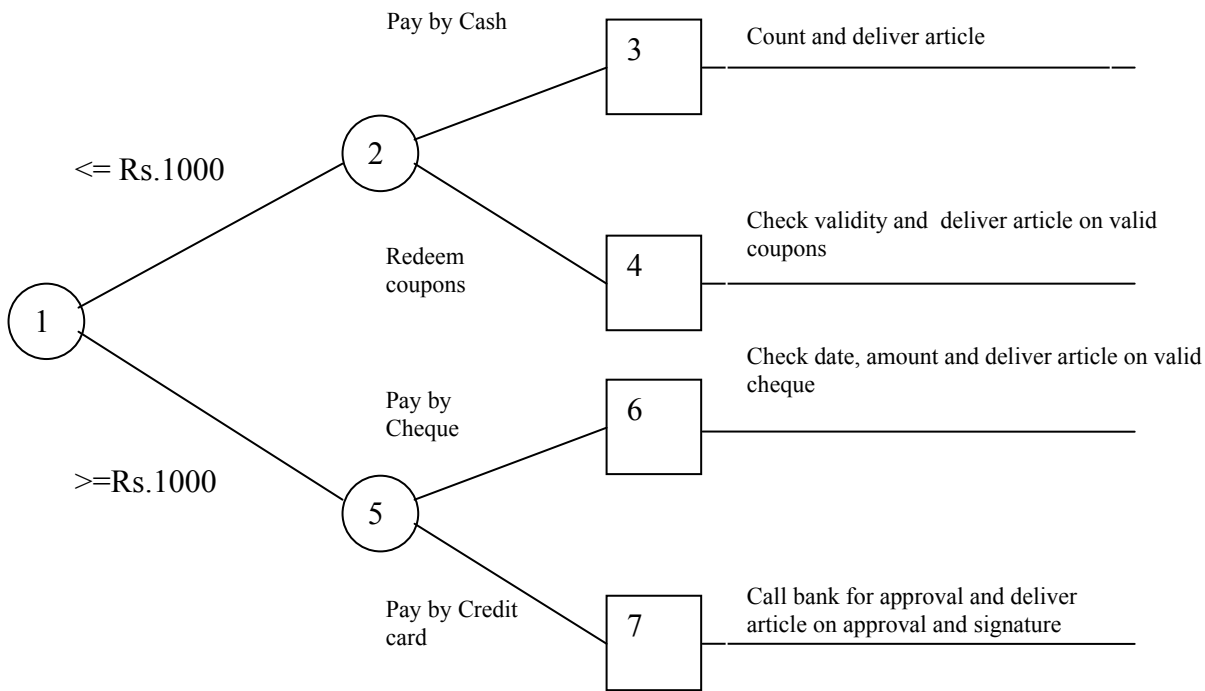 Pay by Cash
3
Count and deliver article
2
<= Rs.1000
Check validity and deliver article on valid
coupons
Redeem
coupons
4
1
Check date, amount and deliver article on valid
cheque
Pay by
Cheque
6
>=Rs.1000
5
Pay by Credit
card
7
Call bank for approval and deliver
article on approval and signature